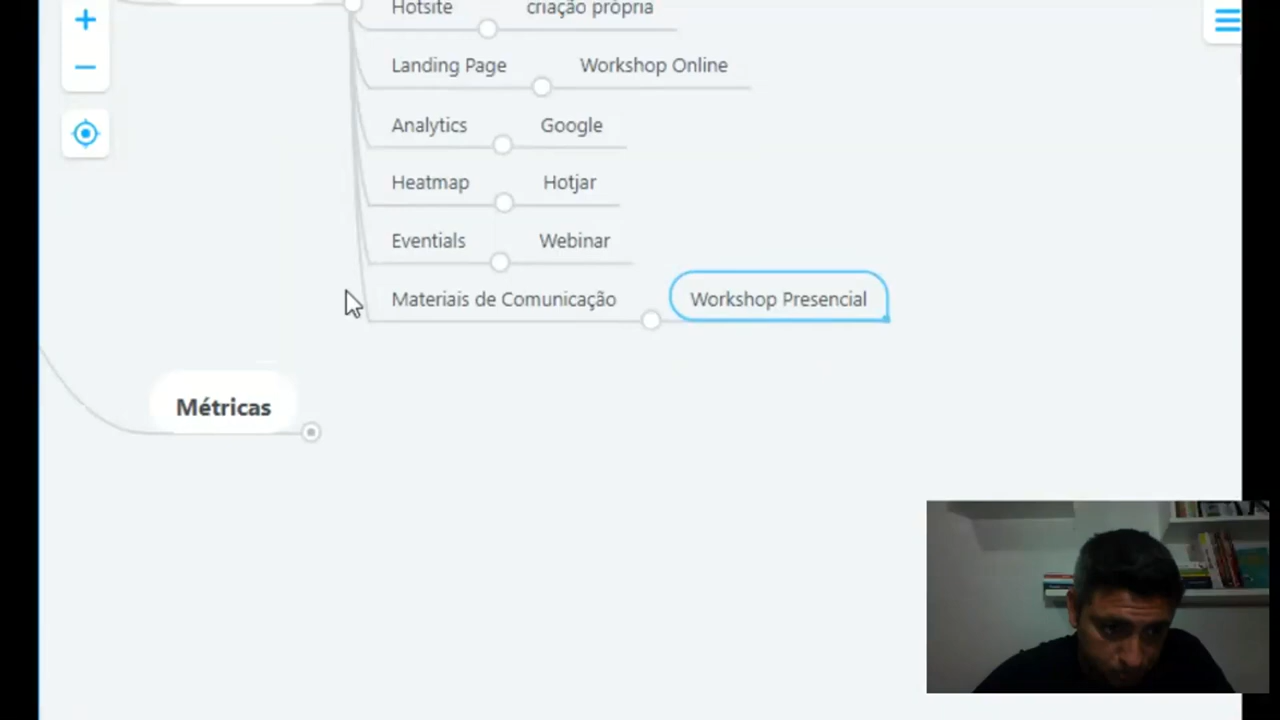 Hotsite criação própria
Landing Page Workshop Online
Analytics Google
Heatmap Hotjar
Eventials Webinar
Materiais de Comunicação Workshop Presencial
Métricas